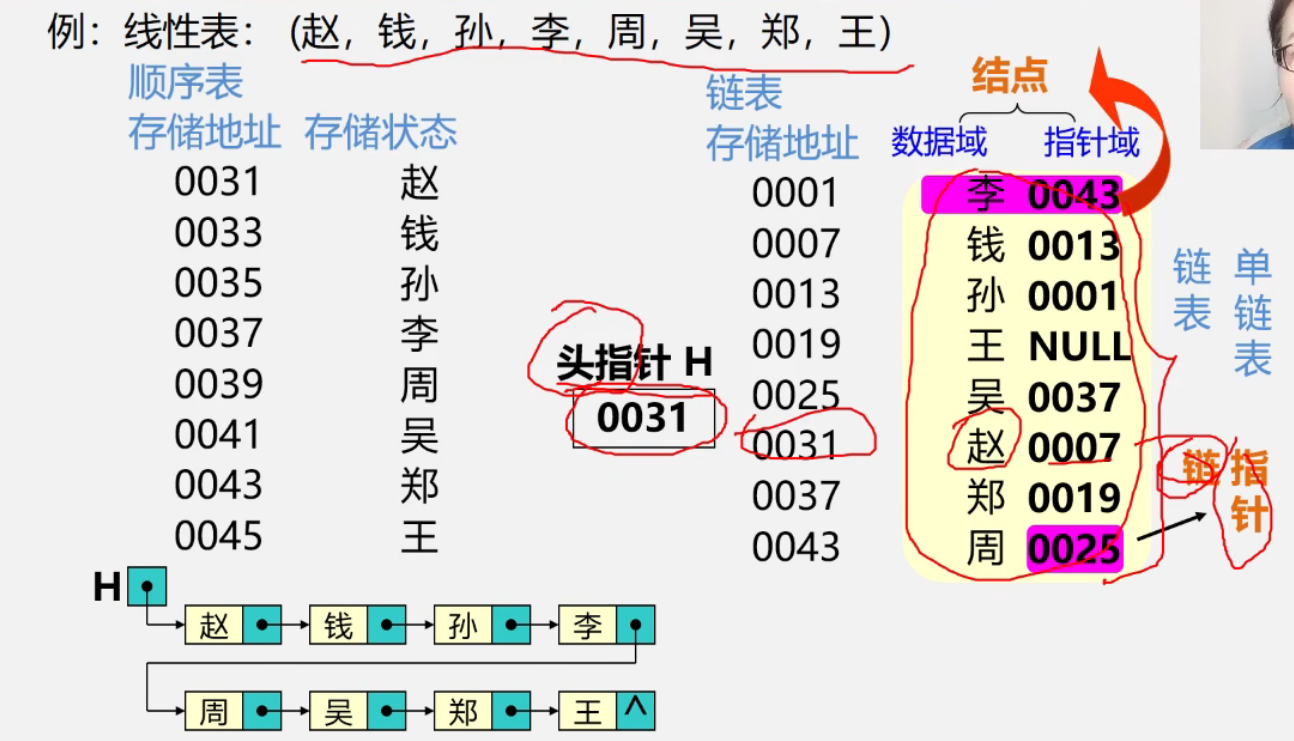 例：线性表：（赵，钱，孙，李，周，吴，郑，王）
顺序表
存储地址 存储状态
0031 赵
0033 钱
0035 孙
0037 李
0039 周
0041 吴
0043 郑
0045 王
头指针 H
0031
链表
存储地址
结点
数据域 指针域
0001 李 0043
0007 钱 0013
0013 孙 0001
0019 王 NULL
0025 吴 0037
0031 赵 0007
0037 郑 0019
0043 周 0025
链表
单链表
链
指针
H
赵 钱 孙 李
周 吴 郑 王 ^